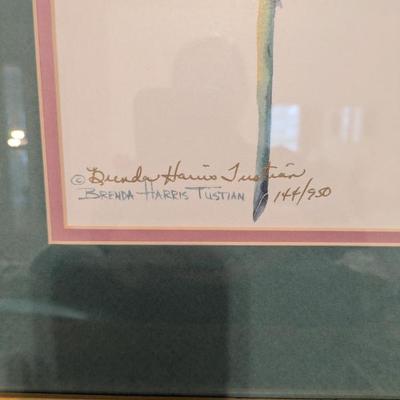 © Brenda Harris Tustian
BRENDA HARRIS TUSTIAN 144/950